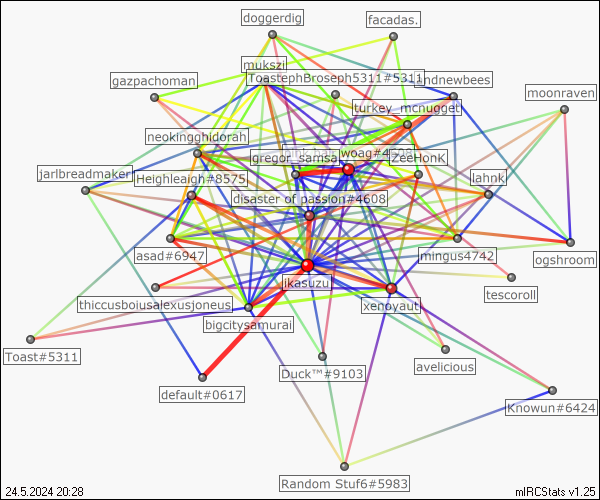 doggerdig
facadas.
mukszi
gazpachoman
ToastephBroseph5311#5311
andnewbees
moonraven
turkey_mcnugget
neokingghidorah
woag#4608
gregor_samsa
ZeeHonK
jarlbreadmaker
Heighleagh#8575
lahnk
disaster of passion#4608
asad#6947
mingus4742
ogshroom
jikasuzu
tescoroll
thiccusboiusalexusjoneus
xenoyaut
bigcitysamurai
Toast#5311
avelicious
Duck™#9103
default#0617
Knowun#6424
Random Stuf6#5983
24.5.2024 20:28
mIRCStats v1.25